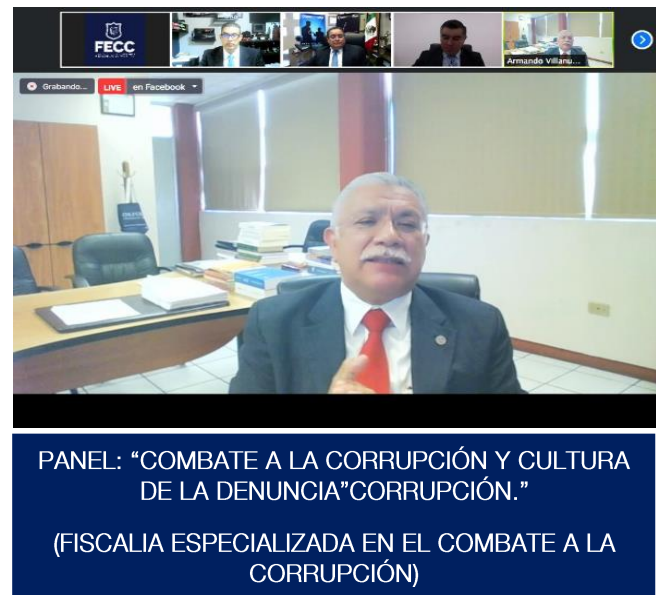 FECC
Armando Villanu...
Grabando...
LIVE en Facebook
PANEL: “COMBATE A LA CORRUPCIÓN Y CULTURA
DE LA DENUNCIA”CORRUPCIÓN.”
(FISCALIA ESPECIALIZADA EN EL COMBATE A LA
CORRUPCIÓN)